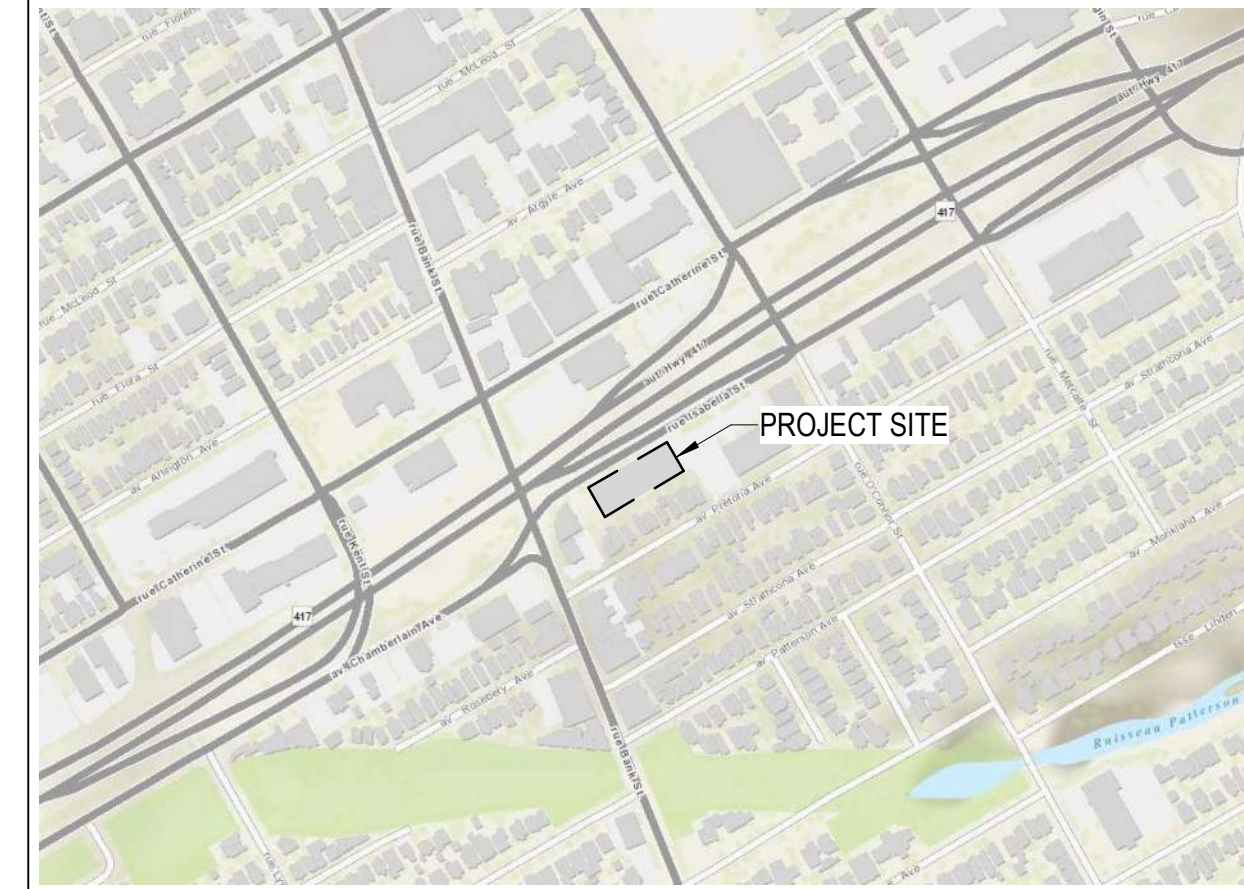 rue McLeod St
aut. Hwy. 417
417
av Argyle Ave
rue Bank St
rue Catherine St
rue McLeod St
aut. Hwy. 417
rue Flora St
rue Isabella St
av Strathcona Ave
PROJECT SITE
rue Metcalfe St
av Arlington Ave
av Pretoria Ave
rue O'Connor St
rue Kent St
av Monkland Ave
rue Catherine St
av Strathcona Ave
417
av Patterson Ave
av Chamberlain Ave
av Rosebery Ave
Ruisseau Patterson
rue Bank St